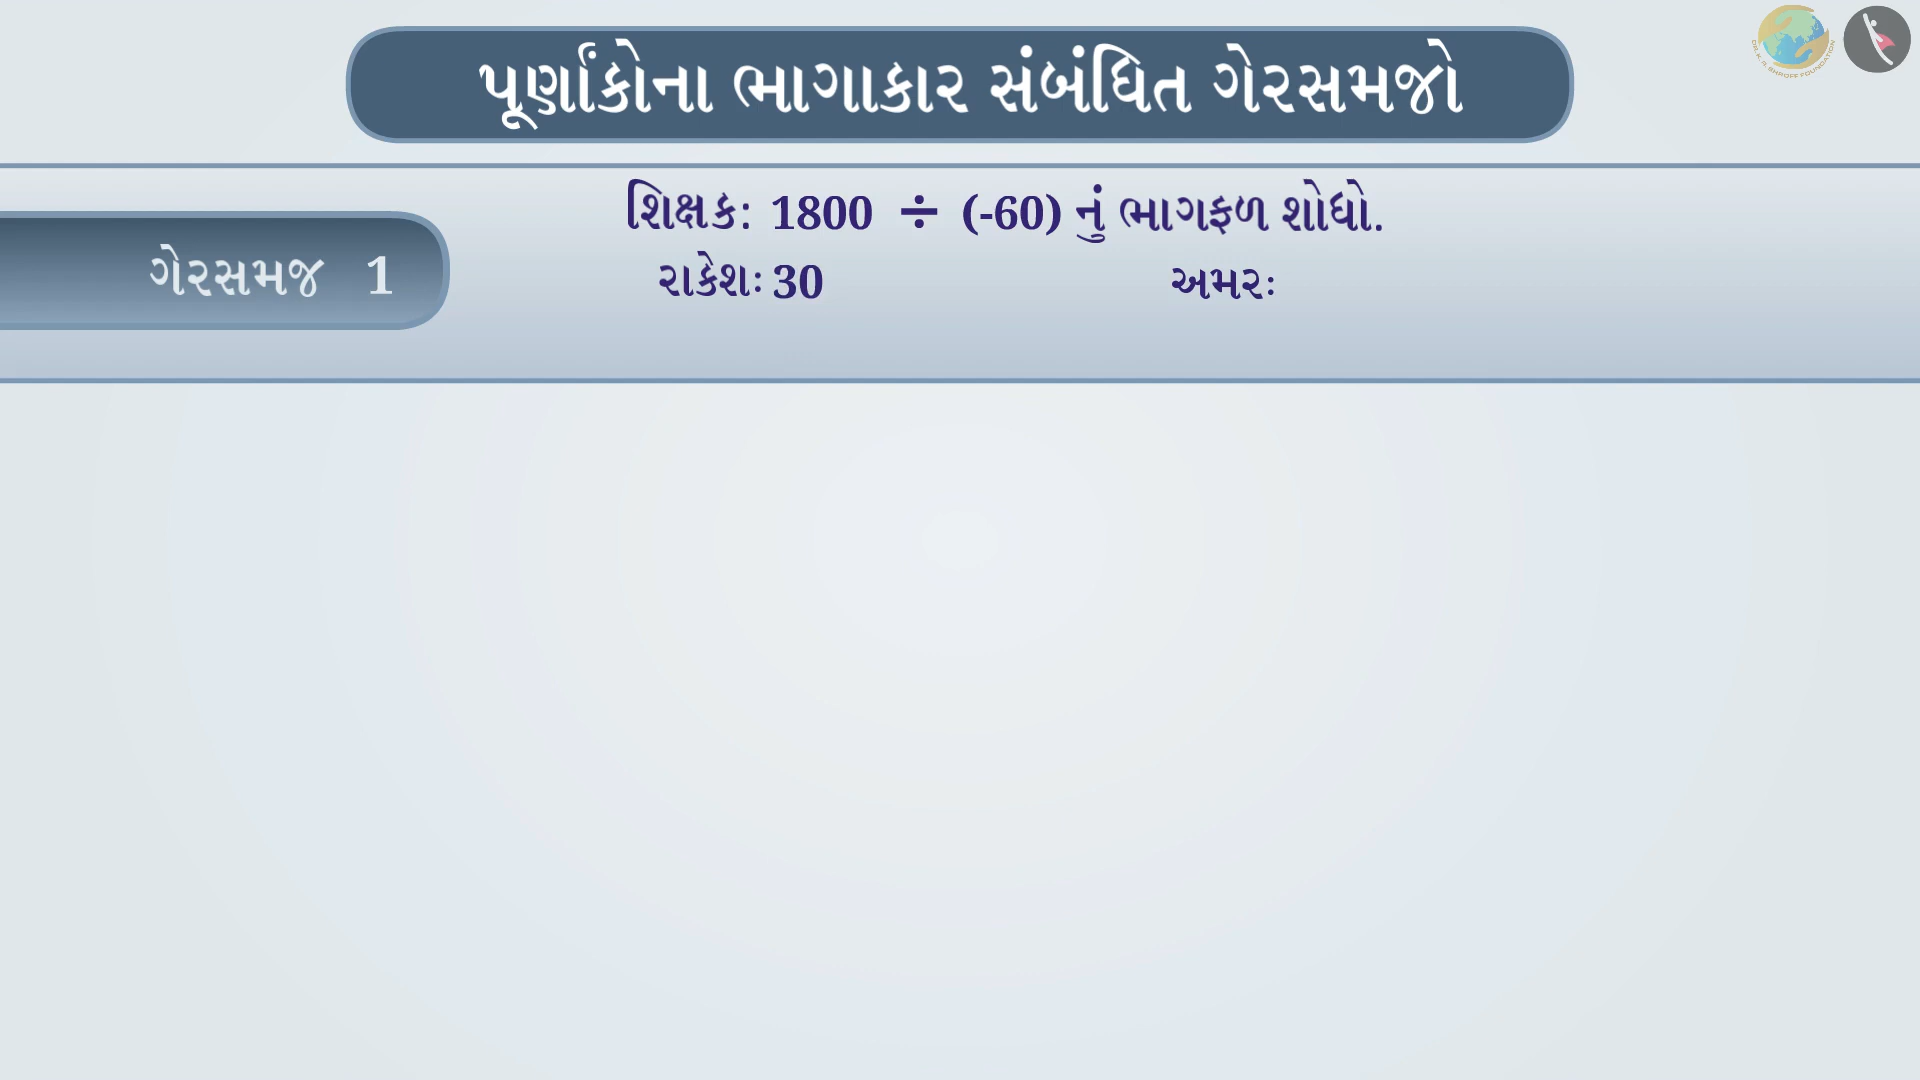 પૂર્ણાંકોના ભાગાકાર સંબંધિત ગેરસમજો
શિક્ષક: 1800 ÷ (-60) નું ભાગફળ શોધો.
ગેરસમજ 1
રાકેશઃ 30
અમરઃ